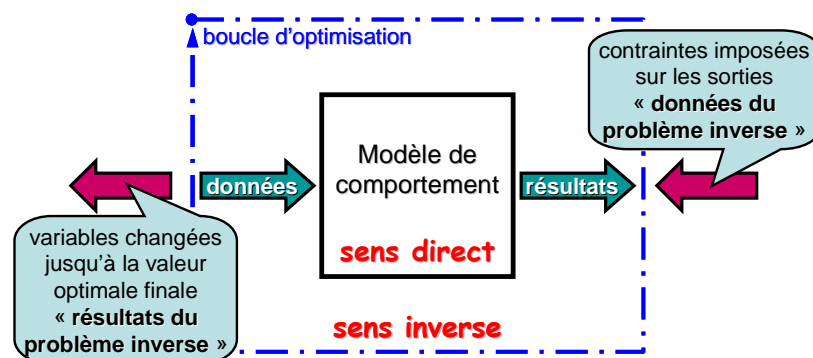 boucle d'optimisation
contraintes imposées
sur les sorties
« données du
problème inverse »
données
Modèle de
comportement
résultats
sens direct
variables changées
jusqu'à la valeur
optimale finale
« résultats du
problème inverse »
sens inverse